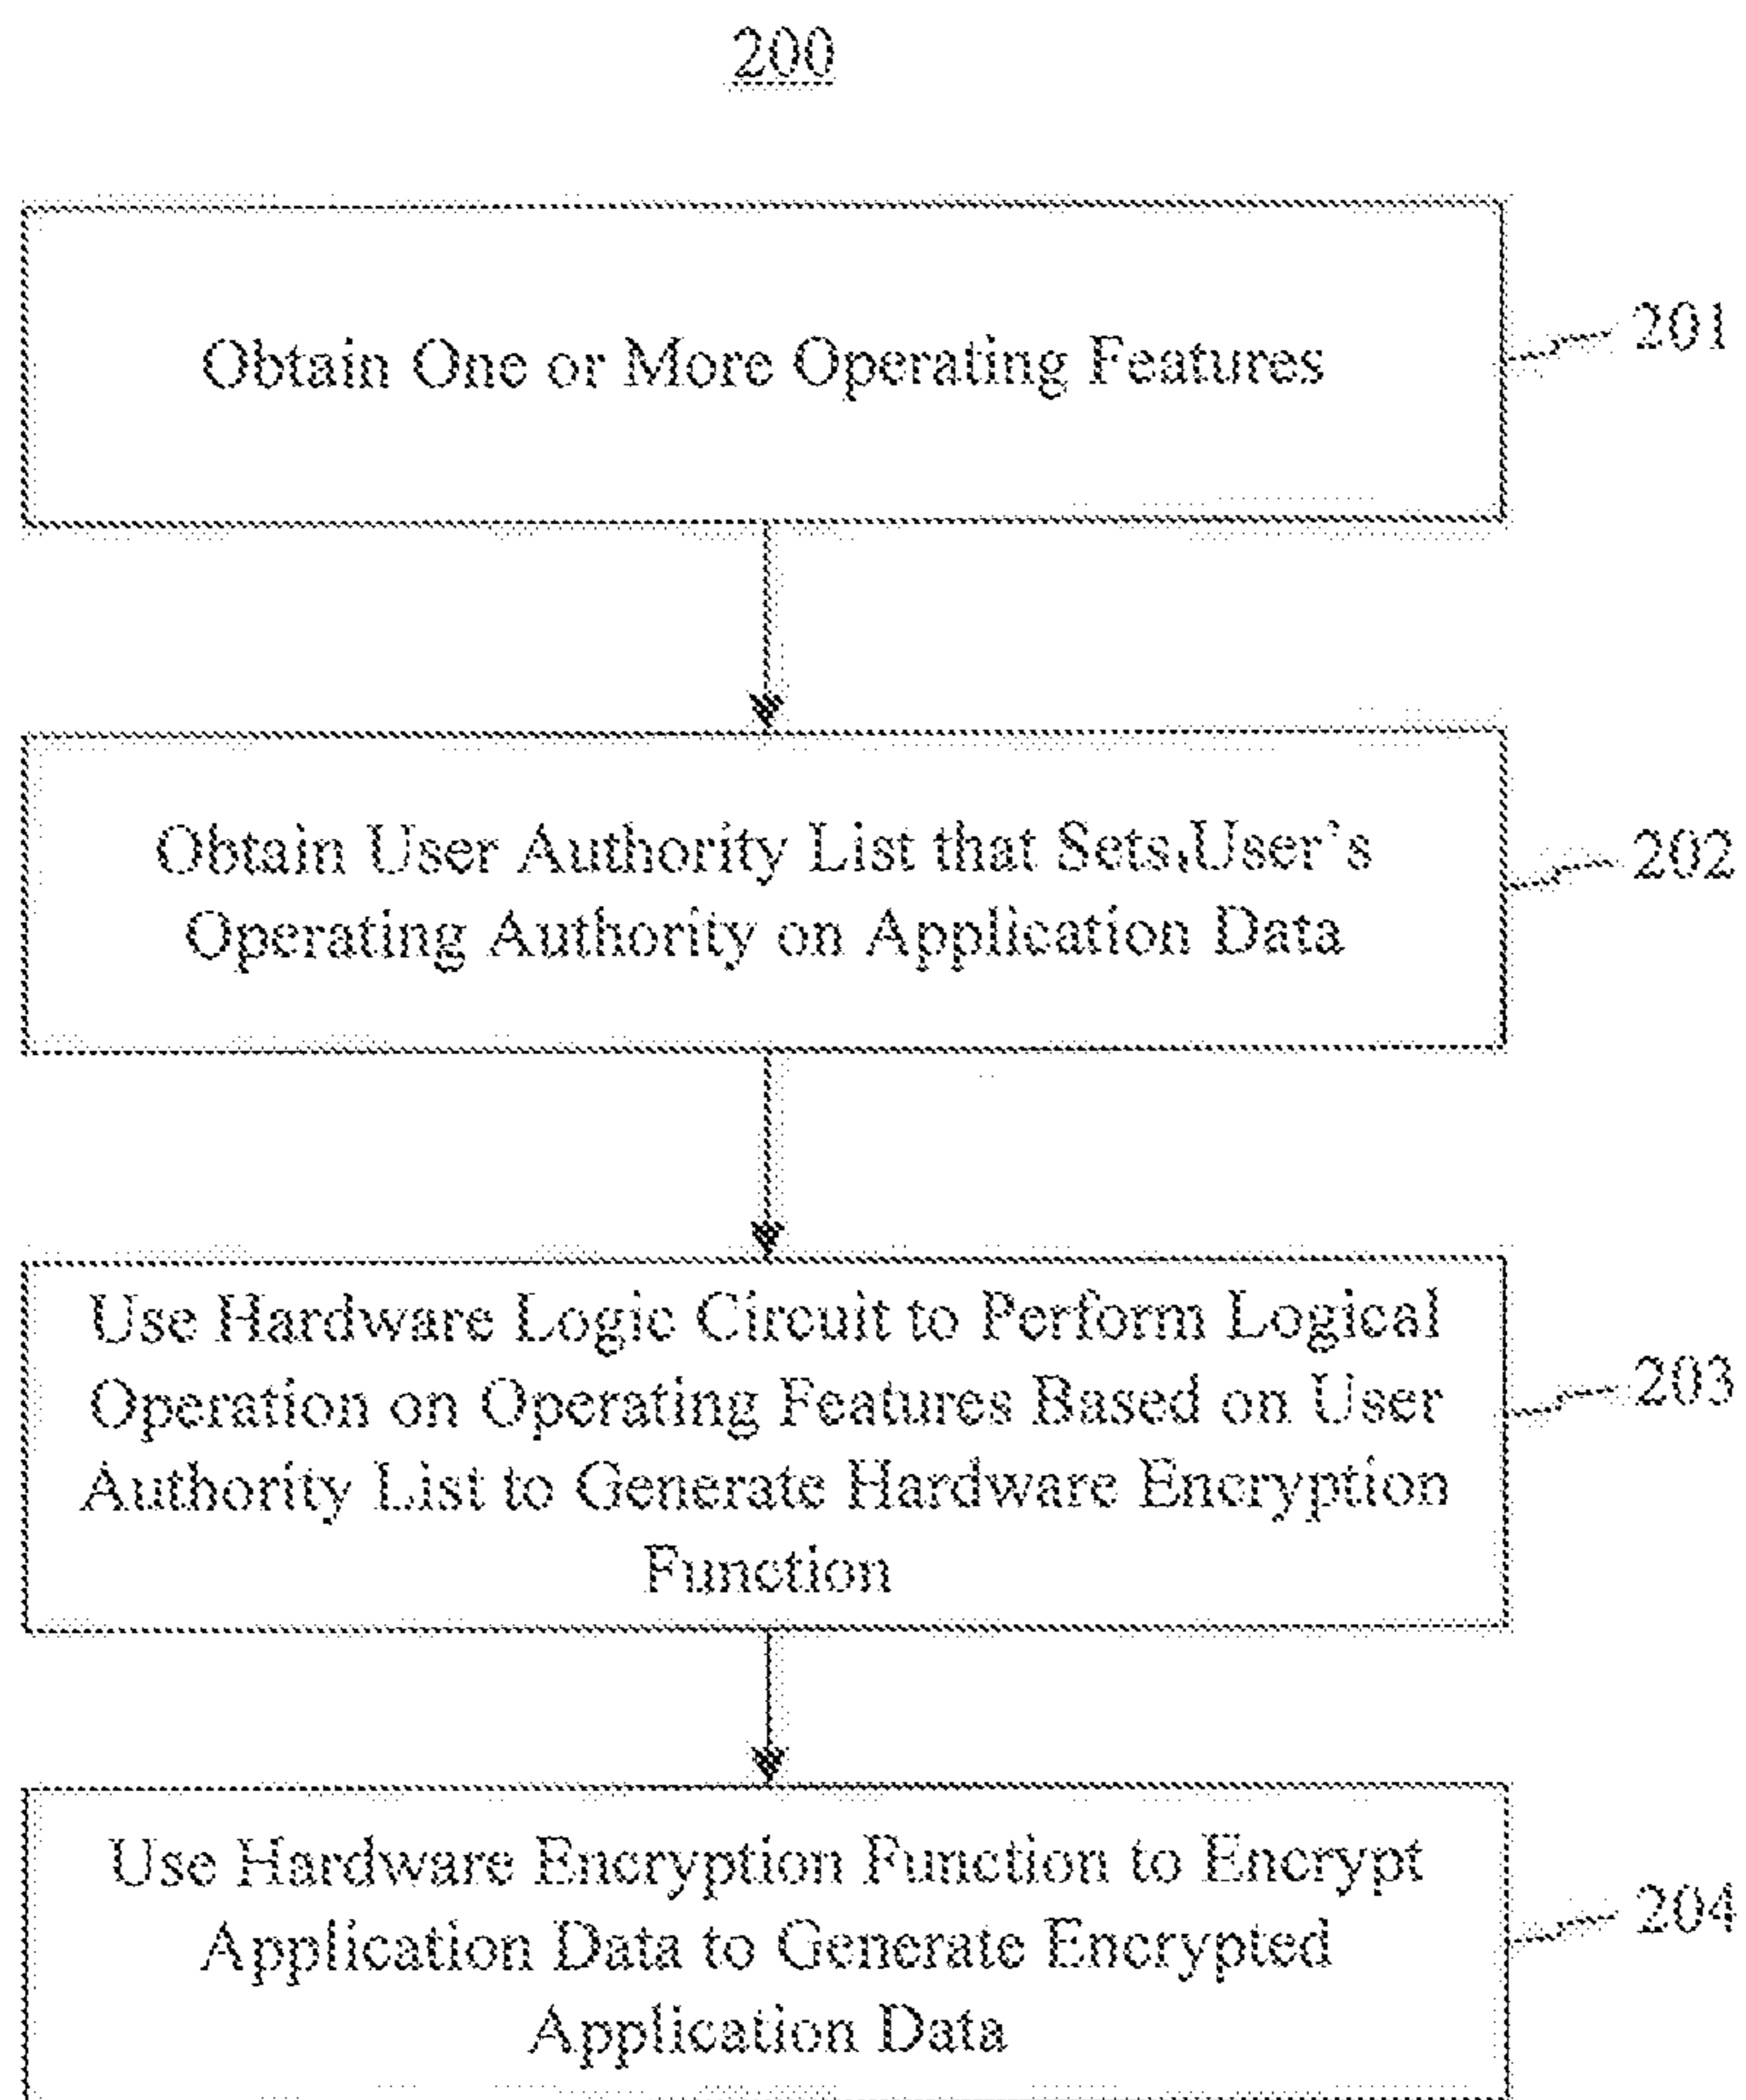 200
Obtain One or More Operating Features
201
Obtain User Authority List that Sets User's
Operating Authority on Application Data
202
Use Hardware Logic Circuit to Perform Logical
Operation on Operating Features Based on User
Authority List to Generate Hardware Encryption
Function
203
Use Hardware Encryption Function to Encrypt
Application Data to Generate Encrypted
Application Data
204